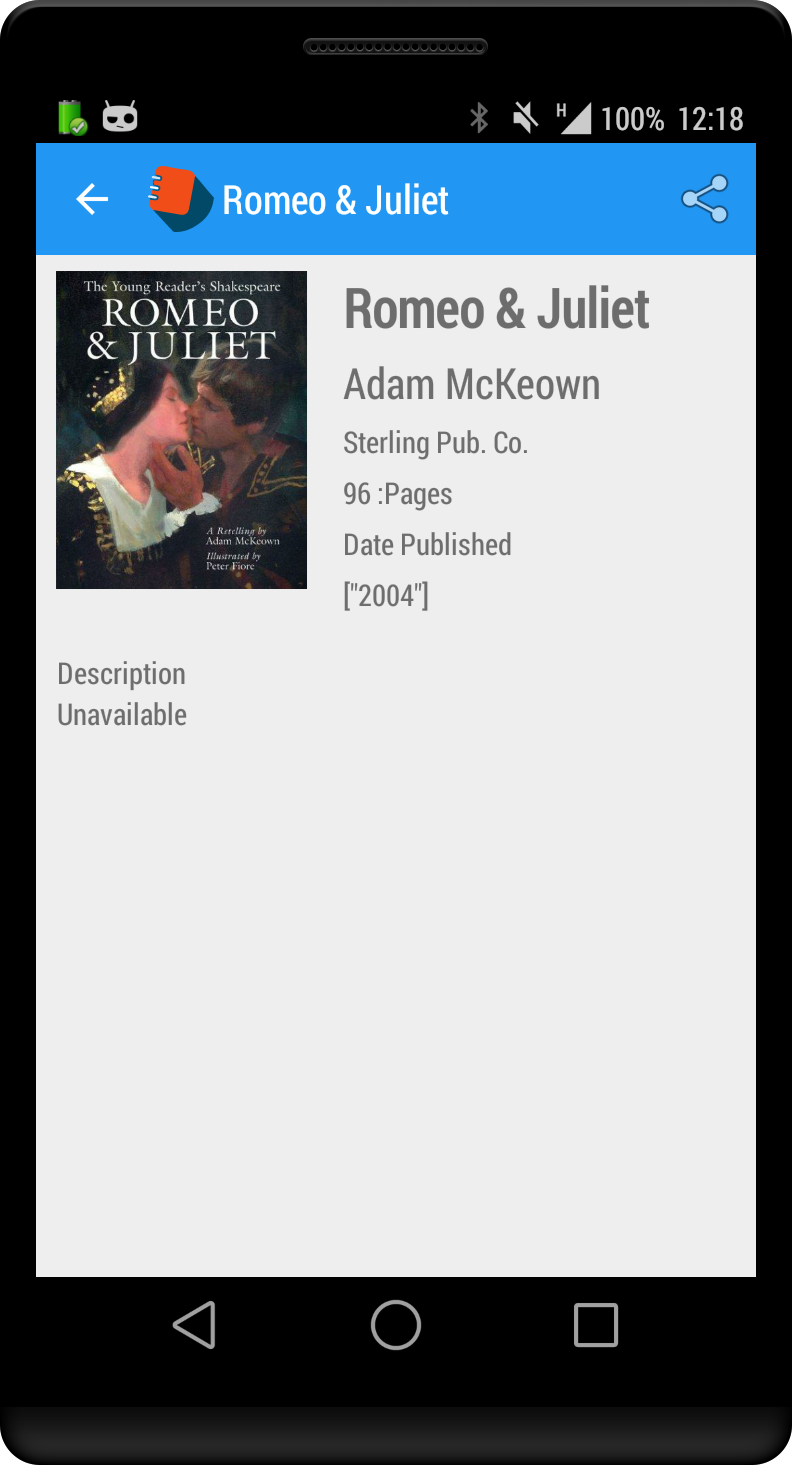 H 100% 12:18
Romeo & Juliet
The Young Reader's Shakespeare
ROMEO
& JULIET
A Retelling by
Adam McKeown
Illustrated by
Peter Fiore
Romeo & Juliet
Adam McKeown
Sterling Pub. Co.
96 :Pages
Date Published
["2004"]
Description
Unavailable